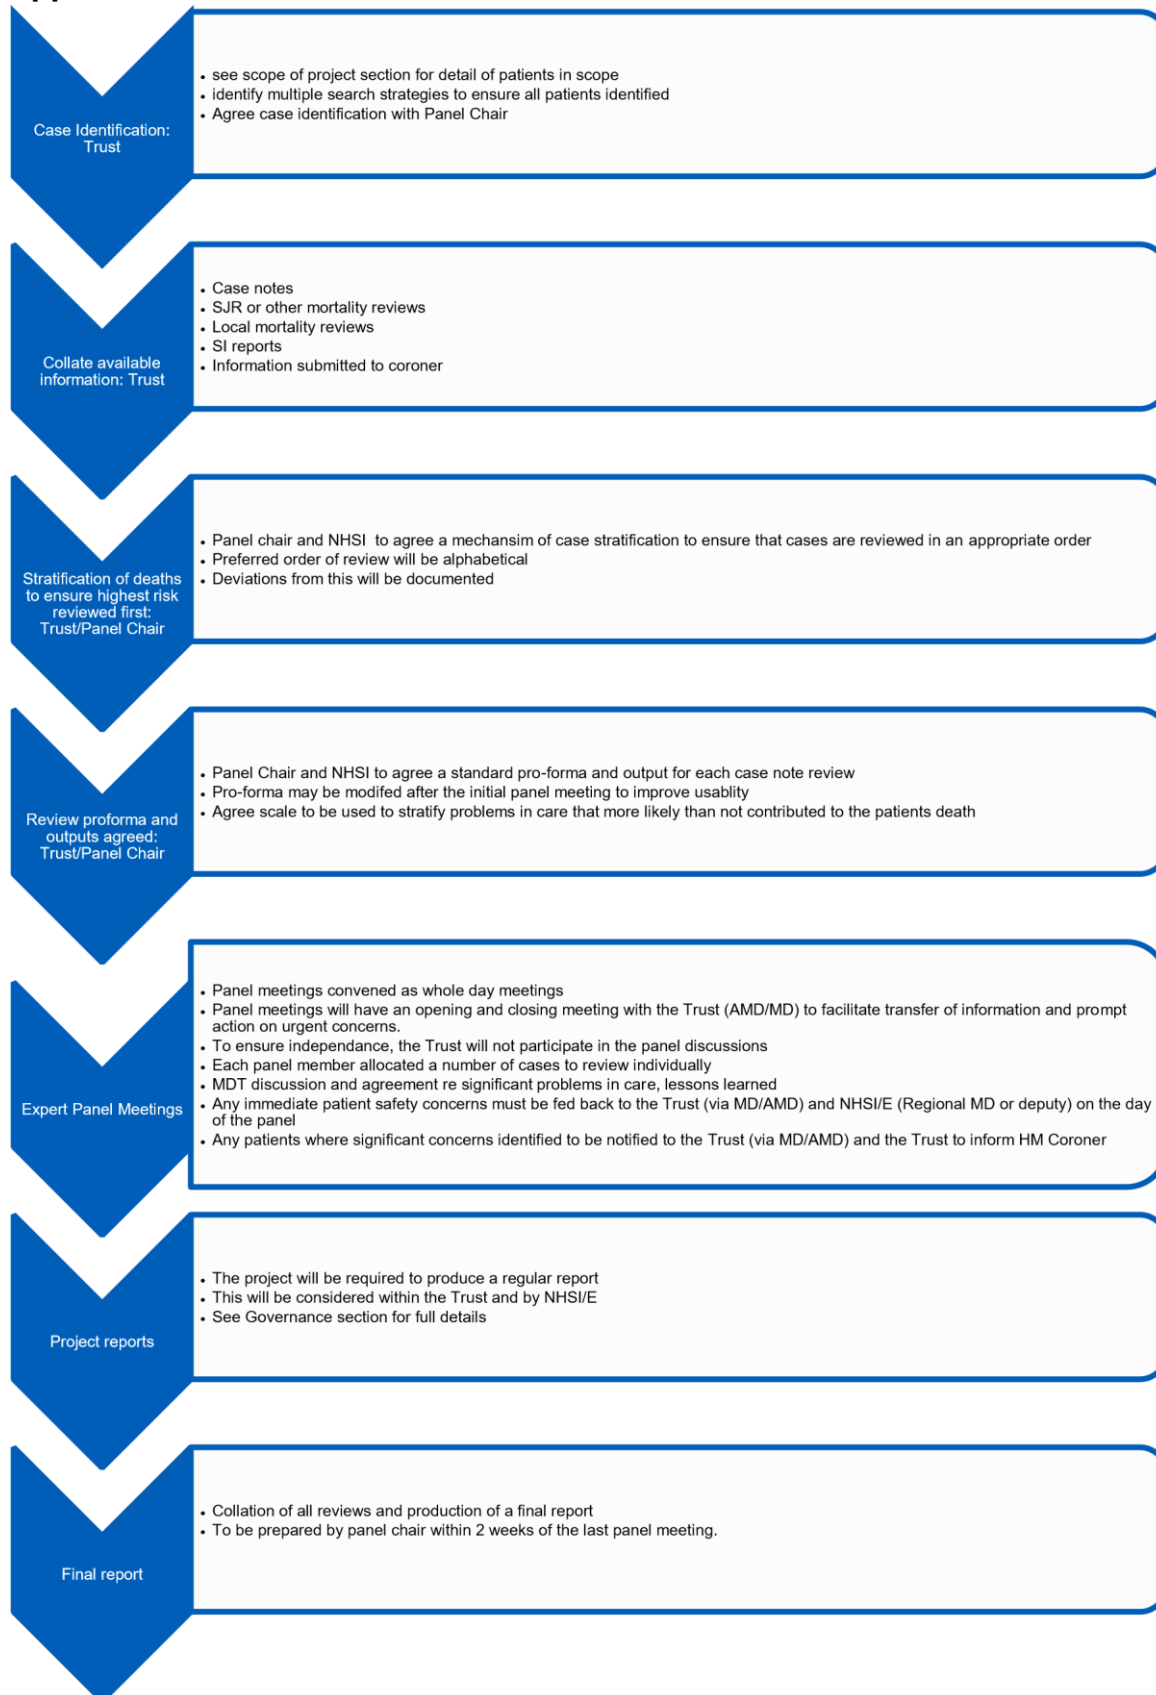 Case Identification:
Trust
• see scope of project section for detail of patients in scope
• identify multiple search strategies to ensure all patients identified
• Agree case identification with Panel Chair
Collate available
information: Trust
• Case notes
• SJR or other mortality reviews
• Local mortality reviews
• SI reports
• Information submitted to coroner
Stratification of deaths
to ensure highest risk
reviewed first:
Trust/Panel Chair
• Panel chair and NHSI to agree a mechansim of case stratification to ensure that cases are reviewed in an appropriate order
• Preferred order of review will be alphabetical
• Deviations from this will be documented
Review proforma and
outputs agreed:
Trust/Panel Chair
• Panel Chair and NHSI to agree a standard pro-forma and output for each case note review
• Pro-forma may be modifed after the initial panel meeting to improve usablity
• Agree scale to be used to stratify problems in care that more likely than not contributed to the patients death
Expert Panel Meetings
• Panel meetings convened as whole day meetings
• Panel meetings will have an opening and closing meeting with the Trust (AMD/MD) to facilitate transfer of information and prompt
action on urgent concerns.
• To ensure independance, the Trust will not participate in the panel discussions
• Each panel member allocated a number of cases to review individually
• MDT discussion and agreement re significant problems in care, lessons learned
• Any immediate patient safety concerns must be fed back to the Trust (via MD/AMD) and NHSI/E (Regional MD or deputy) on the day
of the panel
• Any patients where significant concerns identified to be notified to the Trust (via MD/AMD) and the Trust to inform HM Coroner
Project reports
• The project will be required to produce a regular report
• This will be considered within the Trust and by NHSI/E
• See Governance section for full details
Final report
• Collation of all reviews and production of a final report
• To be prepared by panel chair within 2 weeks of the last panel meeting.